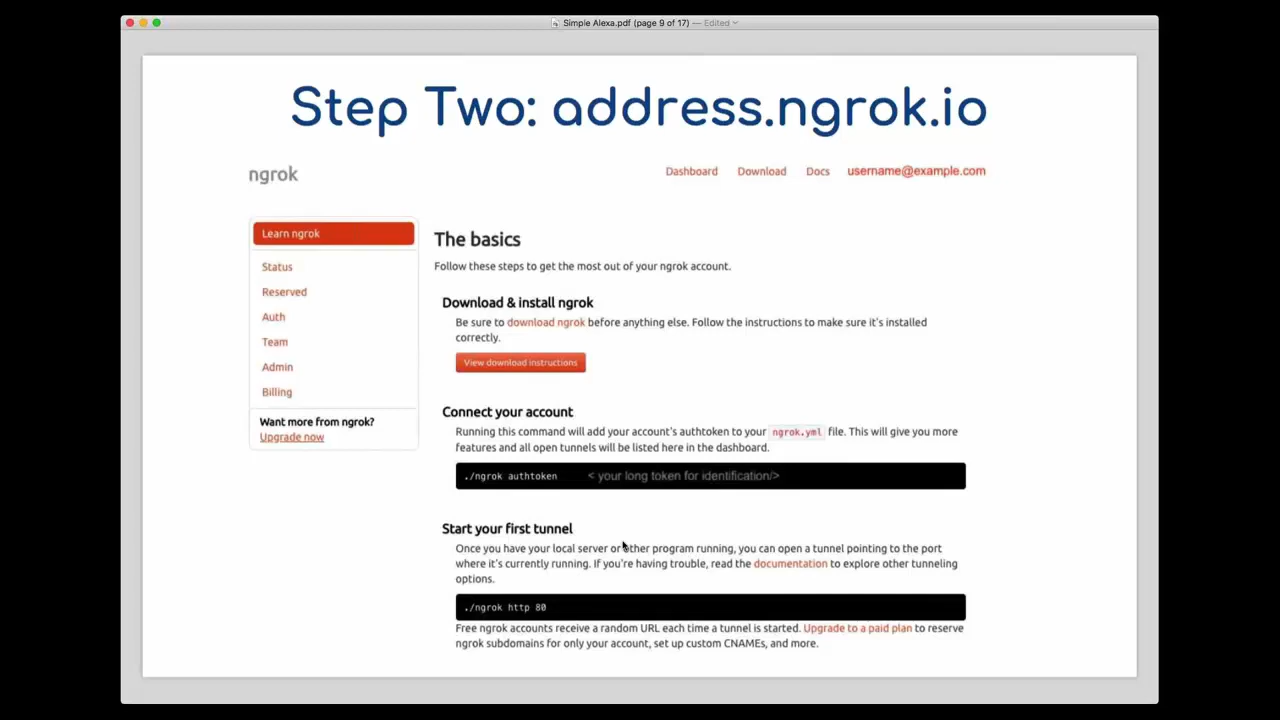 Simple Alexa.pdf (page 9 of 17) — Edited
Step Two: address.ngrok.io
ngrok
Dashboard Download Docs username@example.com
Learn ngrok
Status
Reserved
Auth
Team
Admin
Billing
Want more from ngrok?
Upgrade now
The basics
Follow these steps to get the most out of your ngrok account.
Download & install ngrok
Be sure to download ngrok before anything else. Follow the instructions to make sure it's installed
correctly.
View download instructions
Connect your account
Running this command will add your account's authtoken to your ngrok.yml file. This will give you more
features and all open tunnels will be listed here in the dashboard.
./ngrok authtoken < your long token for identification/>
Start your first tunnel
Once you have your local server or other program running, you can open a tunnel pointing to the port
where it's currently running. If you're having trouble, read the documentation to explore other tunneling
options.
./ngrok http 80
Free ngrok accounts receive a random URL each time a tunnel is started. Upgrade to a paid plan to reserve
ngrok subdomains for only your account, set up custom CNAMEs, and more.